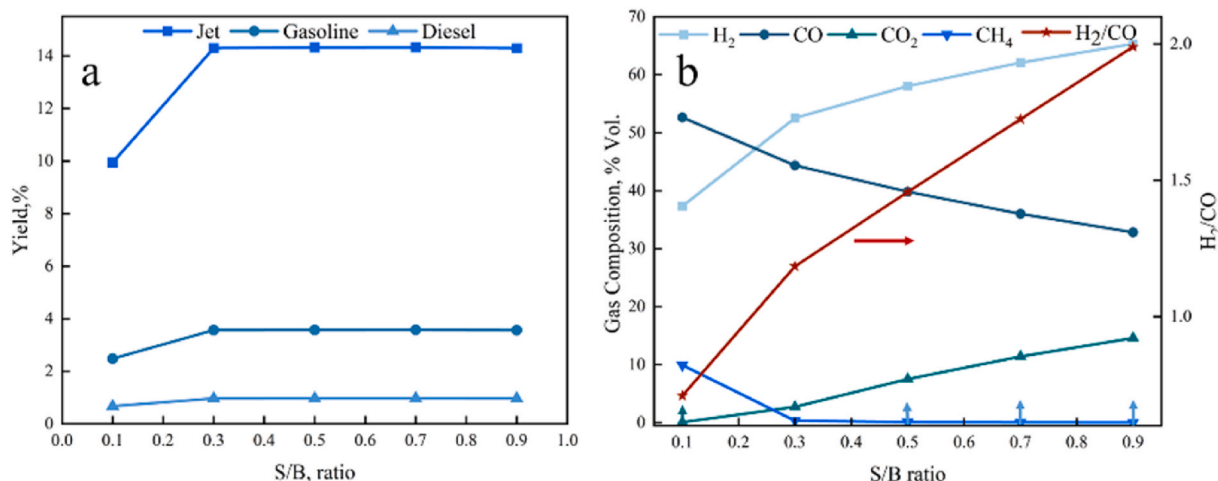 Jet Gasoline Diesel
a
14
12
10
8
6
4
2
0
Yield,%
0.0 0.1 0.2 0.3 0.4 0.5 0.6 0.7 0.8 0.9 1.0
S/B, ratio
70
H₂ CO CO₂ CH₄ H₂/CO
b
60
50
40
30
20
10
0
Gas Composition, % Vol.
2.0
1.5
1.0
H₂/CO
0.1 0.2 0.3 0.4 0.5 0.6 0.7 0.8 0.9
S/B ratio